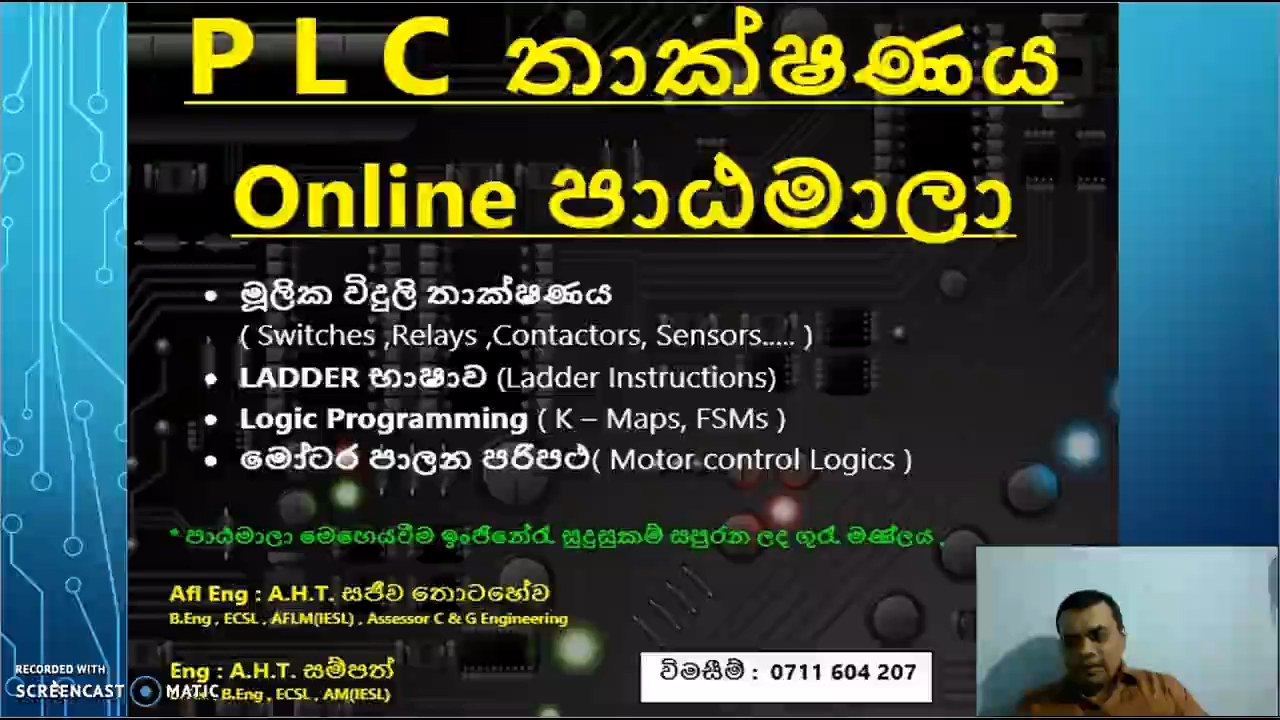 P L C තාක්ෂණය
Online පාඨමාලා
• මූලික විදුලි තාක්ෂණය
( Switches ,Relays ,Contactors, Sensors..... )
• LADDER භාෂාව (Ladder Instructions)
• Logic Programming ( K – Maps, FSMs )
• මෝටර පාලන පරිපථ( Motor control Logics )
* පාඨමාලා මෙහෙයවීම ඉංජිනේරු සුදුසුකම් සපුරන ලද ගුරු මණ්ලය .
Afl Eng : A.H.T. සජීව තොටහේව
B.Eng , ECSL , AFLM(IESL) , Assessor C & G Engineering
Eng : A.H.T. සම්පත්
B.Eng , ECSL , AM(IESL)
විමසීම් : 0711 604 207
RECORDED WITH
SCREENCAST MATIC